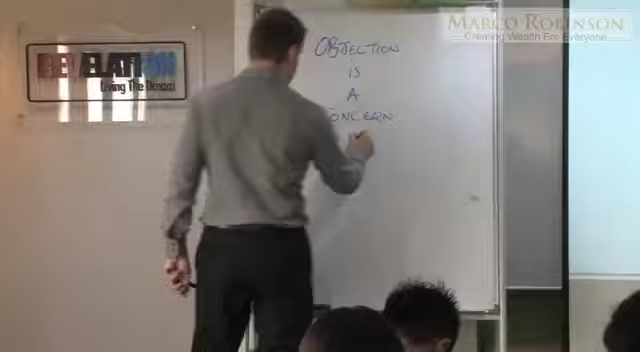 MARCO ROBINSON
Creating Wealth For Everyone
REVELATION
Living The Dream
OBJECTION
IS
A
CONCERN